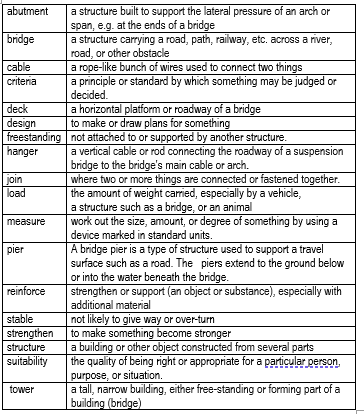 abutment a structure built to support the lateral pressure of an arch or
span, e.g. at the ends of a bridge
bridge a structure carrying a road, path, railway, etc. across a river,
road, or other obstacle
cable a rope-like bunch of wires used to connect two things
criteria a principle or standard by which something may be judged or
decided.
deck a horizontal platform or roadway of a bridge
design to make or draw plans for something
freestanding not attached to or supported by another structure.
hanger a vertical cable or rod connecting the roadway of a suspension
bridge to the bridge's main cable or arch.
join where two or more things are connected or fastened together.
load the amount of weight carried, especially by a vehicle,
a structure such as a bridge, or an animal
measure work out the size, amount, or degree of something by using a
device marked in standard units.
pier A bridge pier is a type of structure used to support a travel
surface such as a road. The piers extend to the ground below
or into the water beneath the bridge.
reinforce strengthen or support (an object or substance), especially with
additional material
stable not likely to give way or over-turn
strengthen to make something become stronger
structure a building or other object constructed from several parts
suitability the quality of being right or appropriate for a particular person,
purpose, or situation.
tower a tall, narrow building, either free-standing or forming part of a
building (bridge)